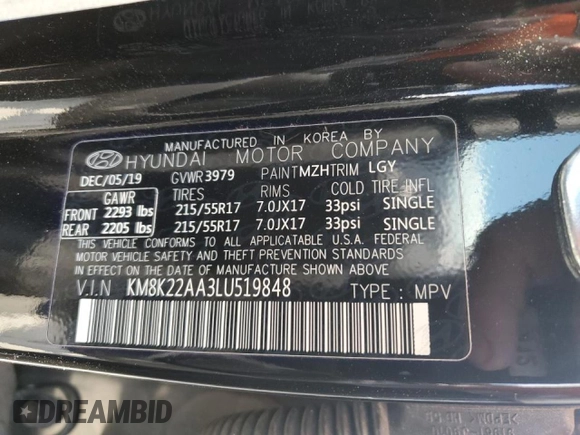 MANUFACTURED IN KOREA BY
HYUNDAI MOTOR COMPANY
DEC/05/19 GVWR 3979 PAINT MZH TRIM LGY
GAWR TIRES RIMS COLD TIRE INFL
FRONT 2293 lbs 215/55R17 7.0JX17 33psi SINGLE
REAR 2205 lbs 215/55R17 7.0JX17 33psi SINGLE
THIS VEHICLE CONFORMS TO ALL APPLICABLE U.S.A. FEDERAL
MOTOR VEHICLE SAFETY AND THEFT PREVENTION STANDARDS
IN EFFECT ON THE DATE OF MANUFACTURE SHOWN ABOVE.
V.I.N KM8K22AA3LU519848 TYPE : MPV
DREAMBID